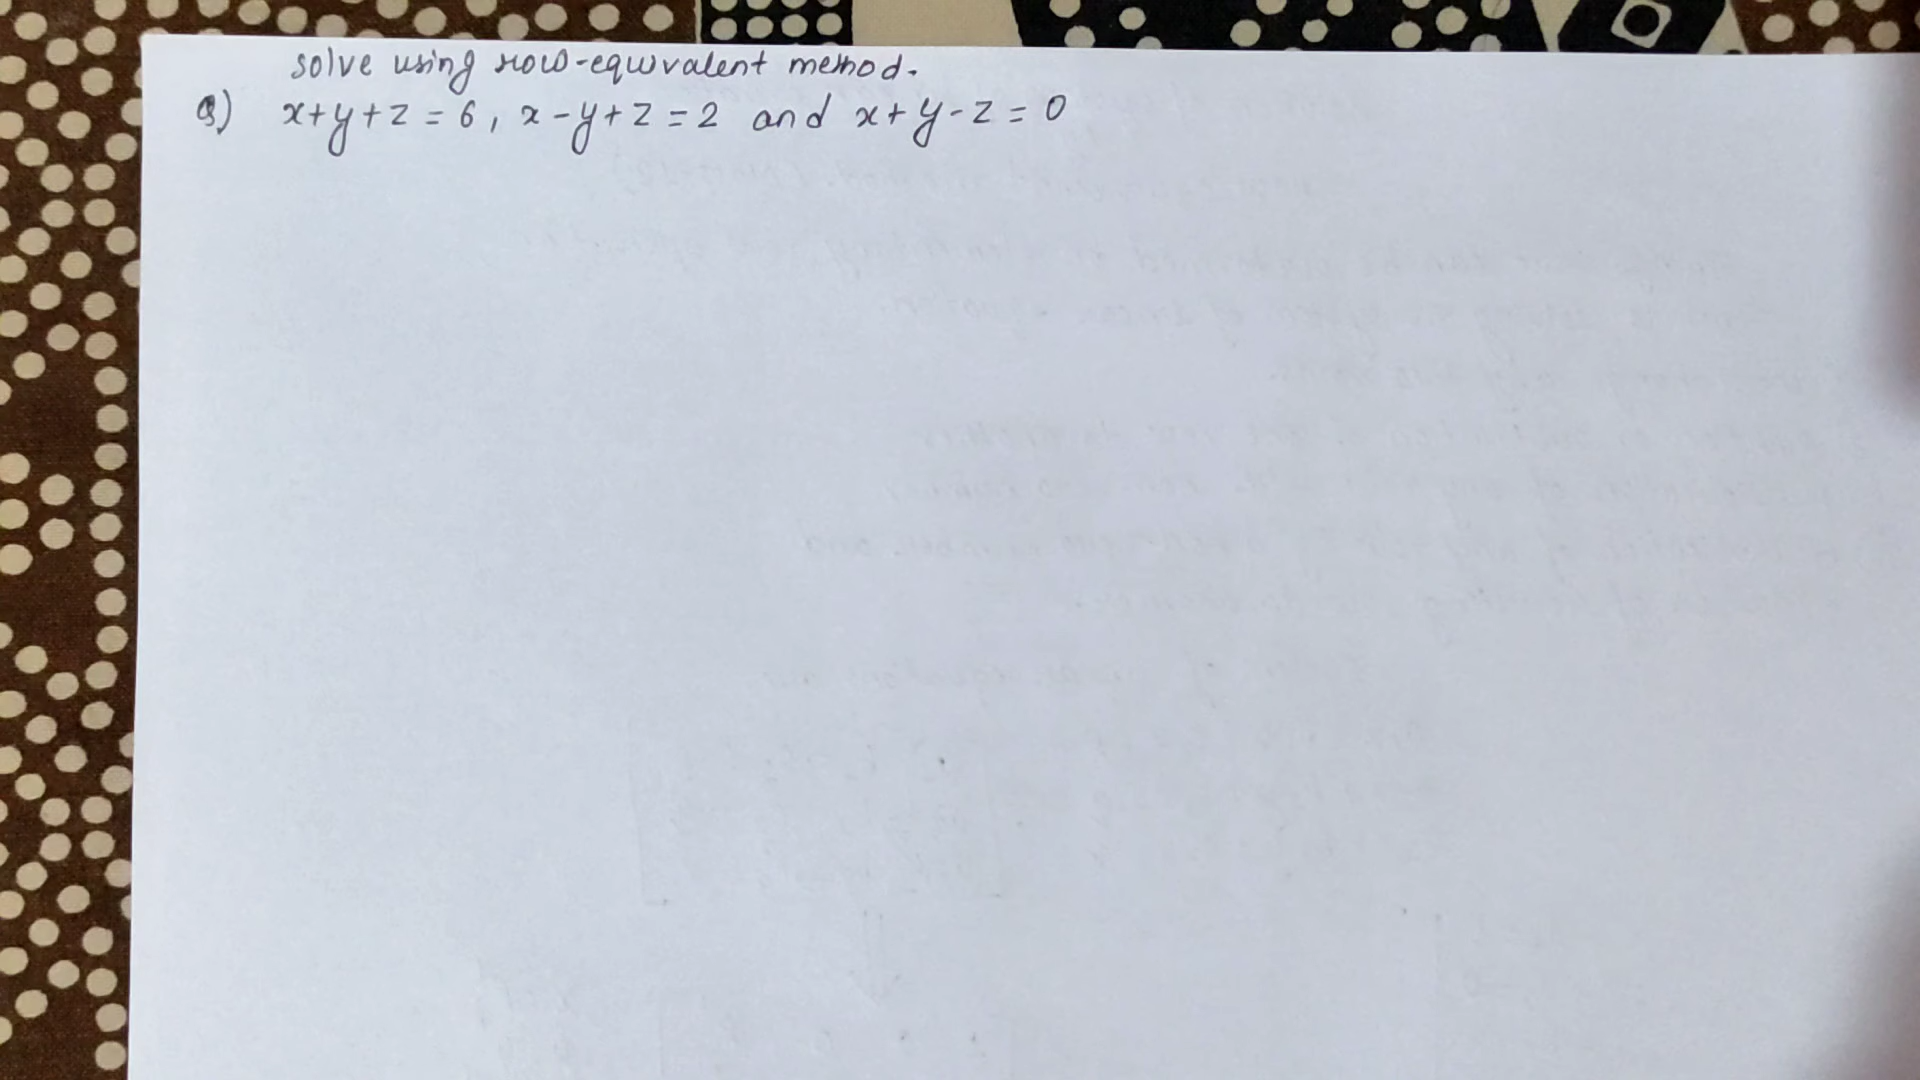 solve using row-equivalent method.
Q) x+y+z = 6, x-y+z = 2 and x+y-z = 0